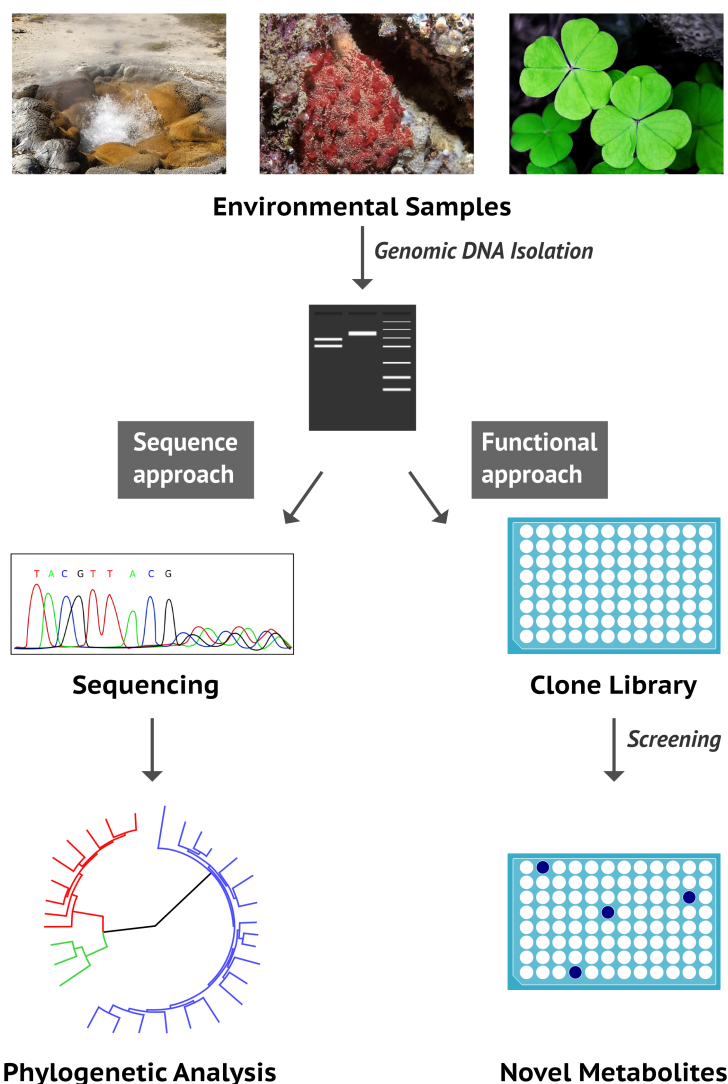 Environmental Samples
Genomic DNA Isolation
Sequence
approach
Functional
approach
T A C G T T A C G
Sequencing
Clone Library
Screening
Phylogenetic Analysis
Novel Metabolites